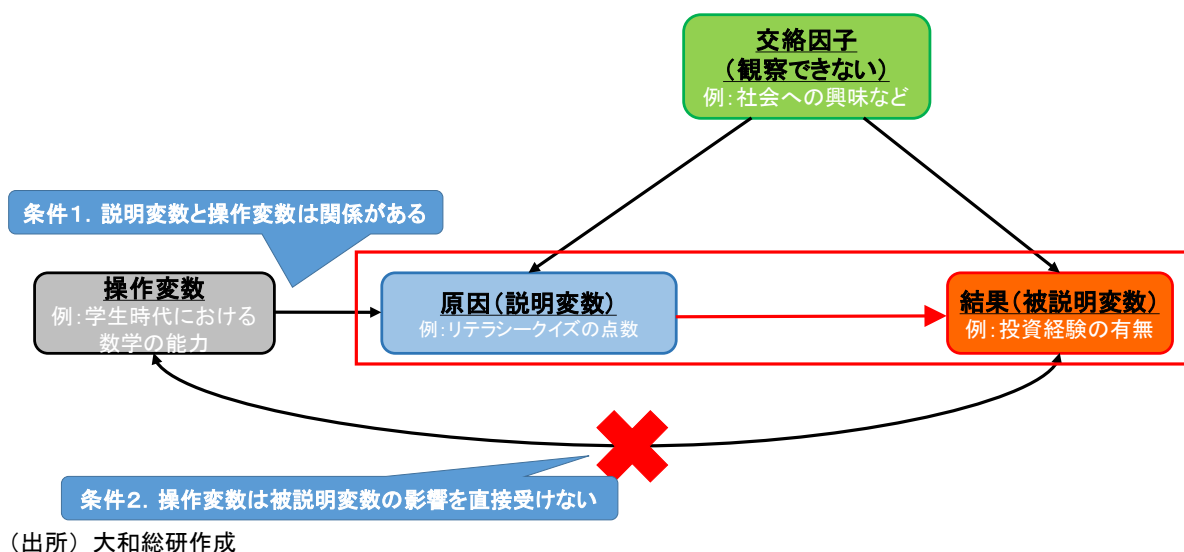 交絡因子
（観察できない）
例：社会への興味など
条件１．説明変数と操作変数は関係がある
操作変数
例：学生時代における
数学の能力
原因（説明変数）
例：リテラシークイズの点数
結果（被説明変数）
例：投資経験の有無
条件２．操作変数は被説明変数の影響を直接受けない
（出所）大和総研作成